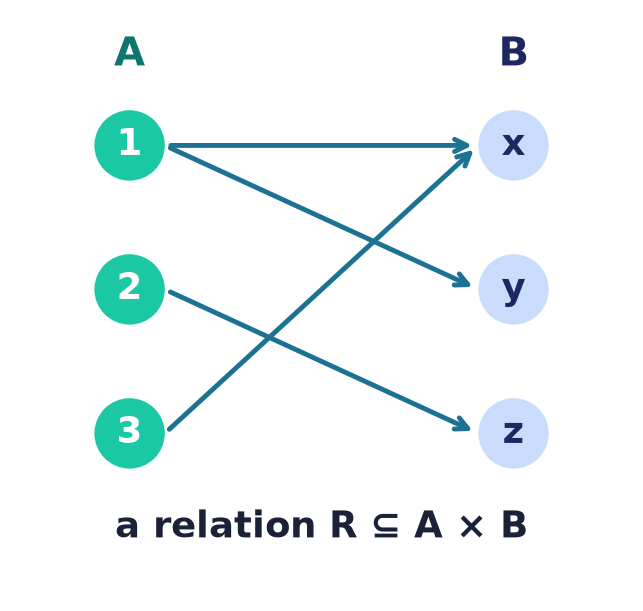 A B
1 x
2 y
3 z
a relation R ⊆ A × B